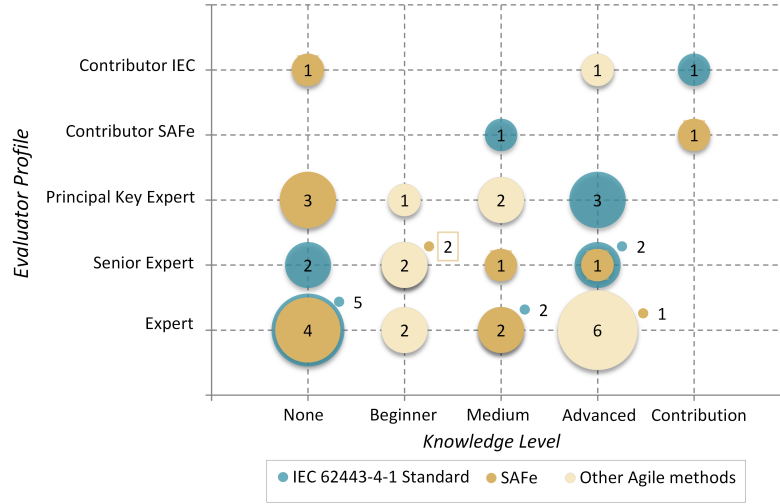 Contributor IEC 1 1 1
Contributor SAFe 1 1
Principal Key Expert 3 1 2 3
Senior Expert 2 2 2 1 1 2
Expert 4 5 2 2 2 6 1
Evaluator Profile
None Beginner Medium Advanced Contribution
Knowledge Level
IEC 62443-4-1 Standard SAFe Other Agile methods